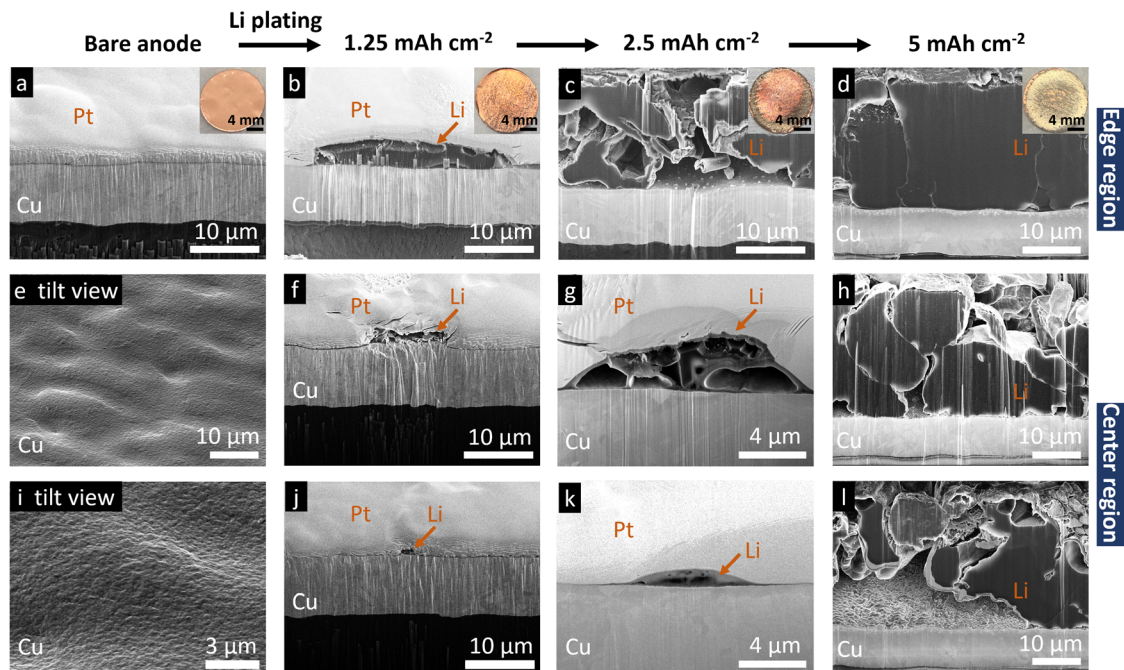 Li plating
Bare anode
1.25 mAh cm⁻²
2.5 mAh cm⁻²
5 mAh cm⁻²
a
Pt
4 mm
Cu
10 µm
b
Pt
Li
4 mm
Cu
10 µm
c
4 mm
Li
Cu
10 µm
d
4 mm
Li
Cu
10 µm
Edge region
e tilt view
Cu
10 µm
f
Pt
Li
Cu
10 µm
g
Pt
Li
Cu
4 µm
h
Li
Cu
10 µm
Center region
i tilt view
Cu
3 µm
j
Pt
Li
Cu
10 µm
k
Pt
Li
Cu
4 µm
l
Li
Cu
10 µm